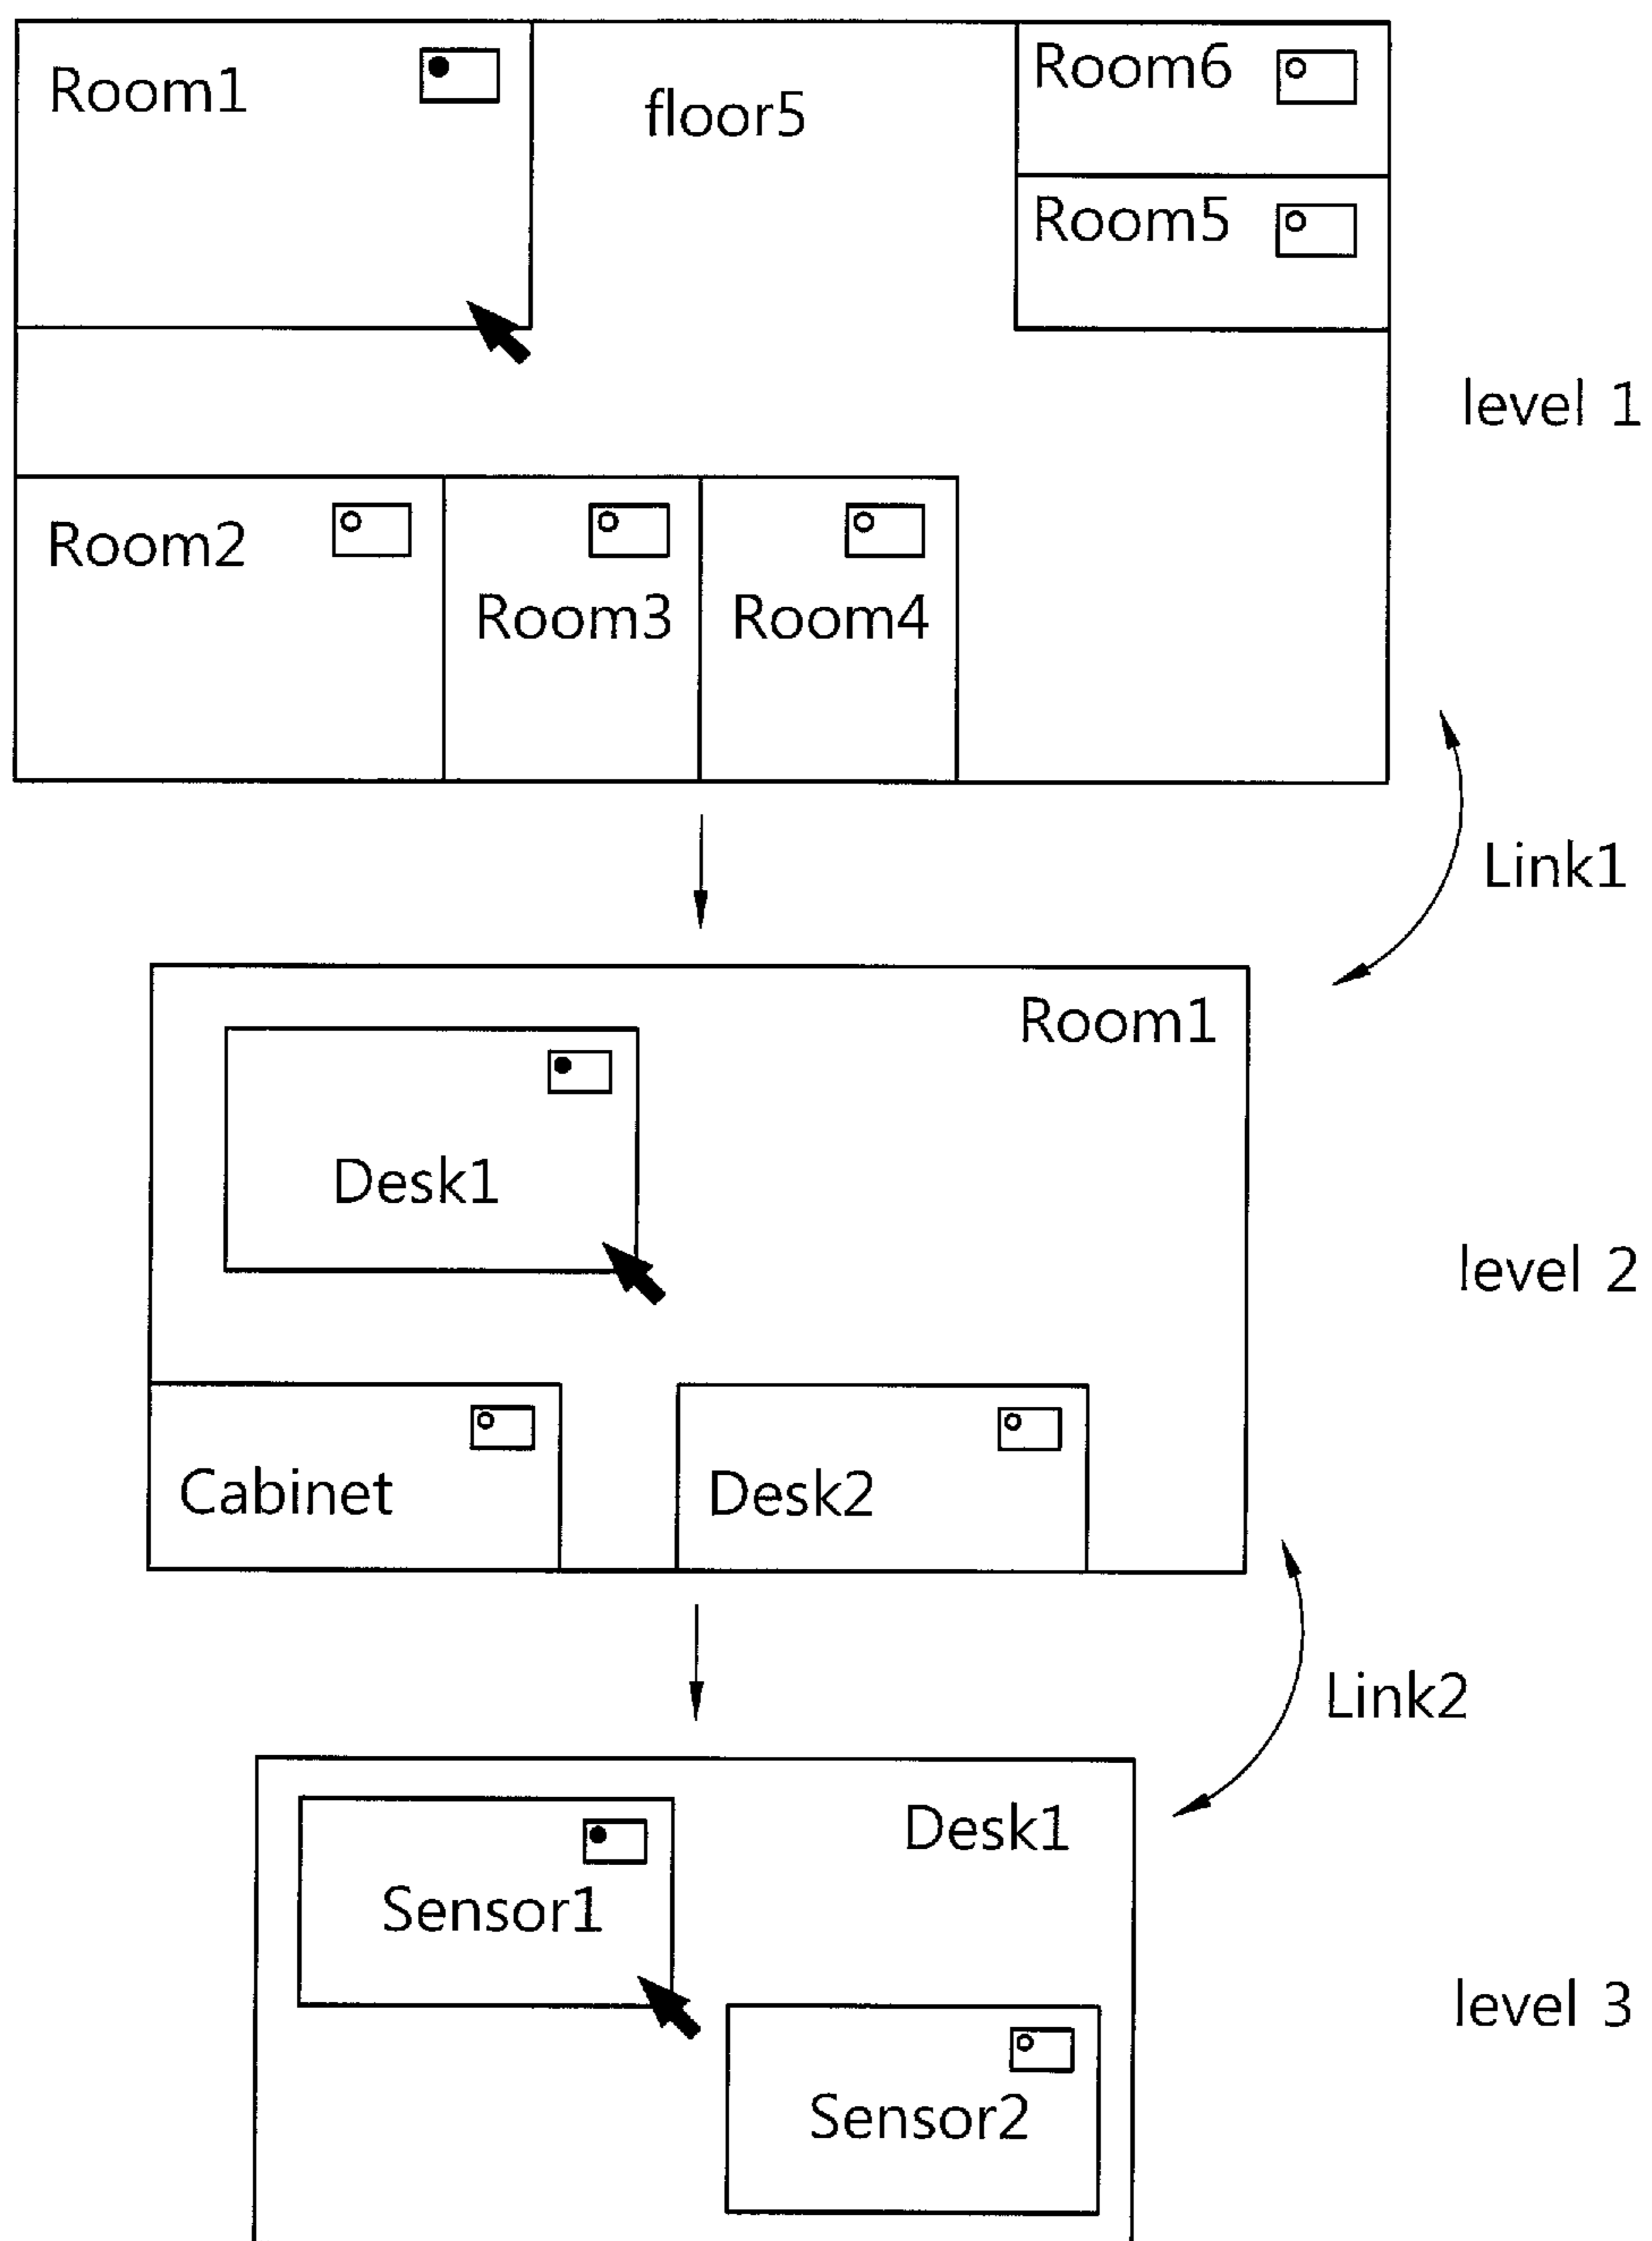 Room1
floor5
Room6
Room5
level 1
Room2
Room3
Room4
Link1
Room1
Desk1
level 2
Cabinet
Desk2
Link2
Desk1
Sensor1
level 3
Sensor2